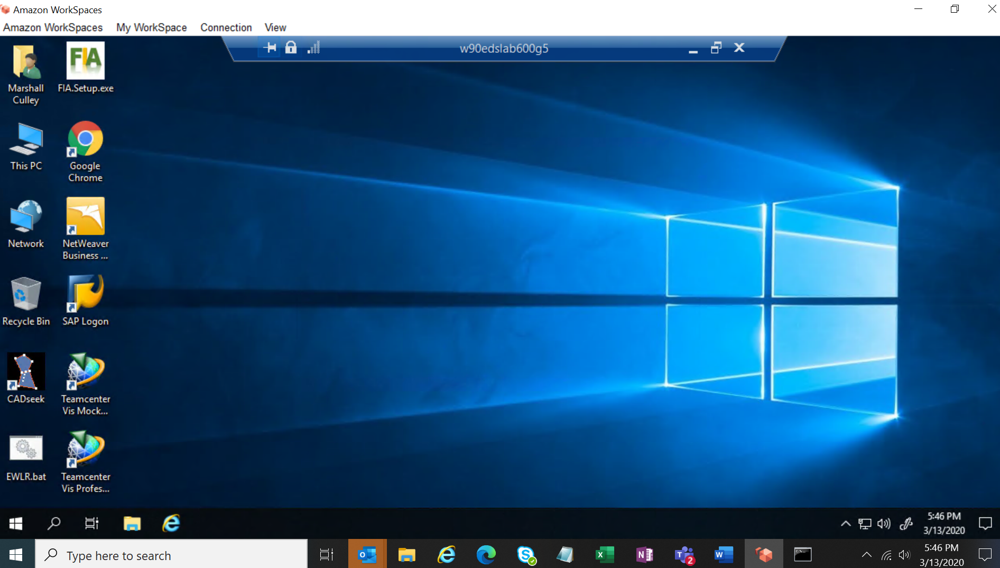 Amazon WorkSpaces
Amazon WorkSpaces My WorkSpace Connection View
w90edslab600g5
Marshall
Culley
FIA
FIA.Setup.exe
This PC
Google
Chrome
Network
NetWeaver
Business ...
Recycle Bin
SAP Logon
CADseek
Teamcenter
Vis Mock...
EWLR.bat
Teamcenter
Vis Profes...
5:46 PM
3/13/2020
Type here to search
2
5:46 PM
3/13/2020